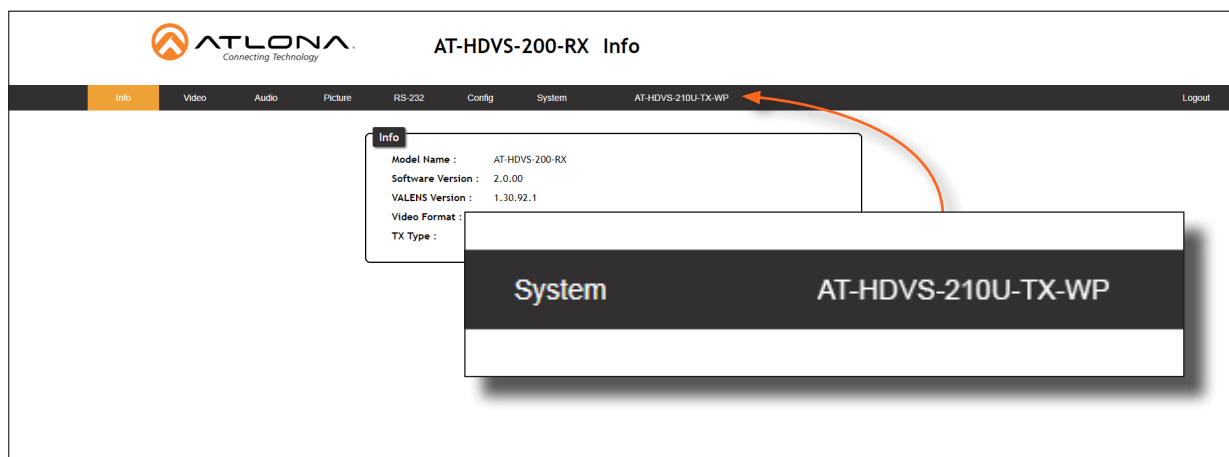 ATLONA.
Connecting Technology
AT-HDVS-200-RX Info
Info Video Audio Picture RS-232 Config System AT-HDVS-210U-TX-WP Logout
Info
Model Name : AT-HDVS-200-RX
Software Version : 2.0.00
VALENS Version : 1.30.92.1
Video Format :
TX Type :
System AT-HDVS-210U-TX-WP